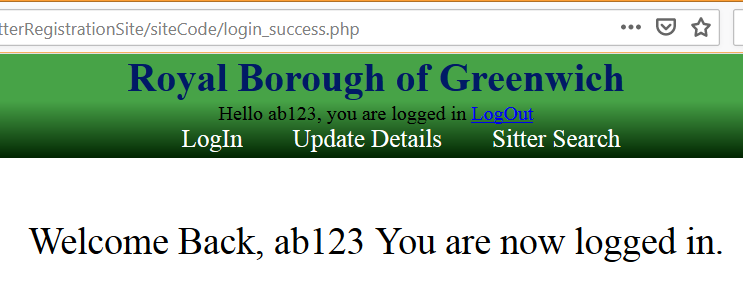 tterRegistrationSite/siteCode/login_success.php
Royal Borough of Greenwich
Hello ab123, you are logged in LogOut
LogIn Update Details Sitter Search
Welcome Back, ab123 You are now logged in.